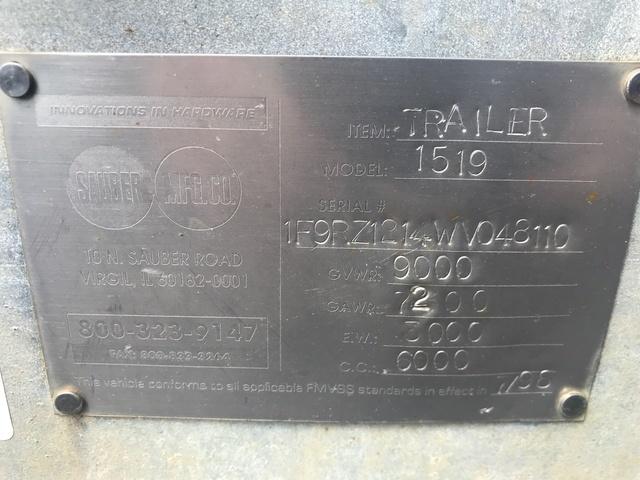 INNOVATIONS IN HARDWARE
SAUBER MFG. CO.
10 N. SAUBER ROAD
VIRGIL, IL 60182-0001
800-323-9147
ITEM: TRAILER
MODEL: 1519
SERIAL #
1F9RZ1214WV048110
GVWR: 9000
GAWR: 7200
E.W.: 3000
C.C.: 6000
This vehicle conforms to all applicable FMVSS standards in effect in